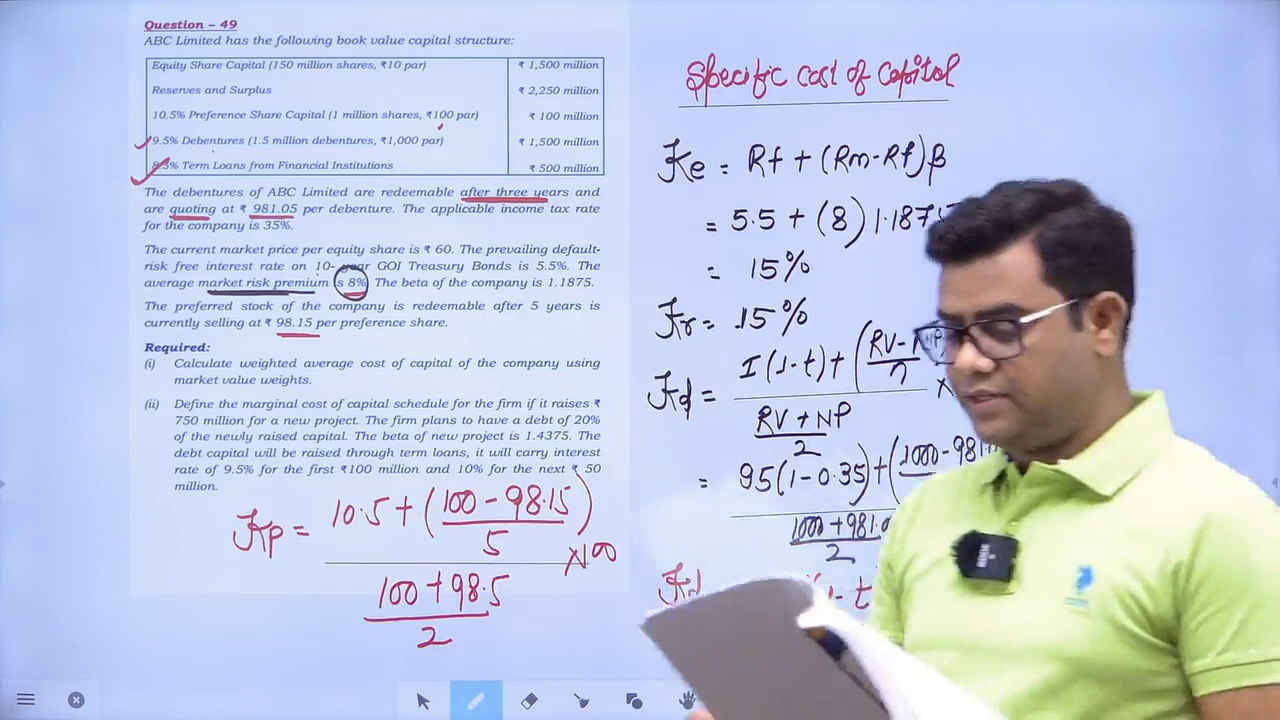 Question – 49
ABC Limited has the following book value capital structure:
Equity Share Capital (150 million shares, ₹10 par) ₹ 1,500 million
Reserves and Surplus ₹ 2,250 million
10.5% Preference Share Capital (1 million shares, ₹100 par) ₹ 100 million
9.5% Debentures (1.5 million debentures, ₹1,000 par) ₹ 1,500 million
Term Loans from Financial Institutions ₹ 500 million
The debentures of ABC Limited are redeemable after three years and
are quoting at ₹ 981.05 per debenture. The applicable income tax rate
for the company is 35%.
The current market price per equity share is ₹ 60. The prevailing default-
risk free interest rate on 10-year GOI Treasury Bonds is 5.5%. The
average market risk premium is 8%. The beta of the company is 1.1875.
The preferred stock of the company is redeemable after 5 years is
currently selling at ₹ 98.15 per preference share.
Required:
(i) Calculate weighted average cost of capital of the company using
market value weights.
(ii) Define the marginal cost of capital schedule for the firm if it raises ₹
750 million for a new project. The firm plans to have a debt of 20%
of the newly raised capital. The beta of new project is 1.4375. The
debt capital will be raised through term loans, it will carry interest
rate of 9.5% for the first ₹100 million and 10% for the next ₹ 50
million.
Kp = 10.5 + (100 - 98.15)
5
×100
100 + 98.5
2
Specific cost of capital
Ke = Rf + (Rm-Rf)β
= 5.5 + (8) 1.187
= 15%
Kr = 15%
Kd = I(1-t) + (RV-NP
n
×
RV + NP
2
= 95(1-0.35)+(1000-981
1000+981.0
2
Kd - t